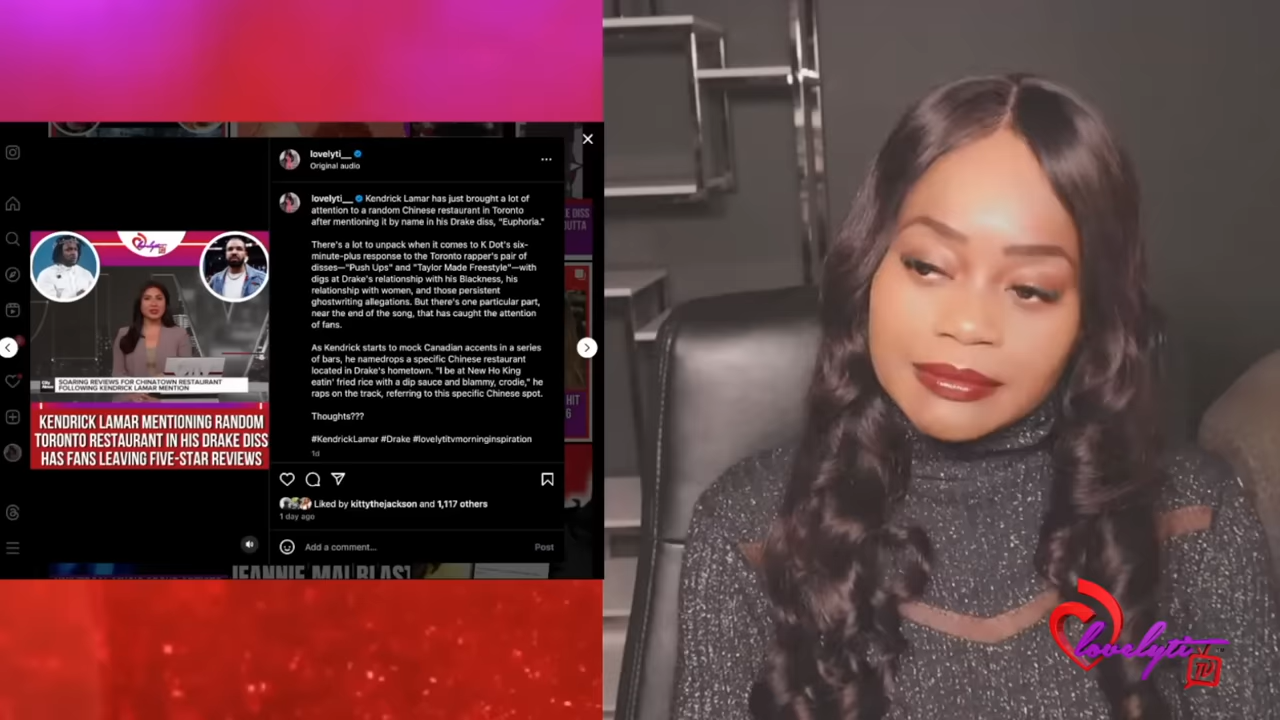 lovelyti__
Original audio
lovelyti__ Kendrick Lamar has just brought a lot of
attention to a random Chinese restaurant in Toronto
after mentioning it by name in his Drake diss, "Euphoria."
There's a lot to unpack when it comes to K Dot's six-
minute-plus response to the Toronto rapper's pair of
disses—"Push Ups" and "Taylor Made Freestyle"—with
digs at Drake's relationship with his Blackness, his
relationship with women, and those persistent
ghostwriting allegations. But there's one particular part,
near the end of the song, that has caught the attention
of fans.
As Kendrick starts to mock Canadian accents in a series
of bars, he namedrops a specific Chinese restaurant
located in Drake's hometown. "I be at New Ho King
eatin' fried rice with a dip sauce and blammy, crodie," he
raps on the track, referring to this specific Chinese spot.
Thoughts???
#KendrickLamar #Drake #lovelytitvmorninginspiration
1d
Liked by kittythejackson and 1,117 others
1 day ago
Add a comment... Post
SOARING REVIEWS FOR CHINATOWN RESTAURANT
FOLLOWING KENDRICK LAMAR MENTION
KENDRICK LAMAR MENTIONING RANDOM
TORONTO RESTAURANT IN HIS DRAKE DISS
HAS FANS LEAVING FIVE-STAR REVIEWS
E DISS
UTTA
HIT
6
JEANNIE MAI BLAST
lovelyti
TV